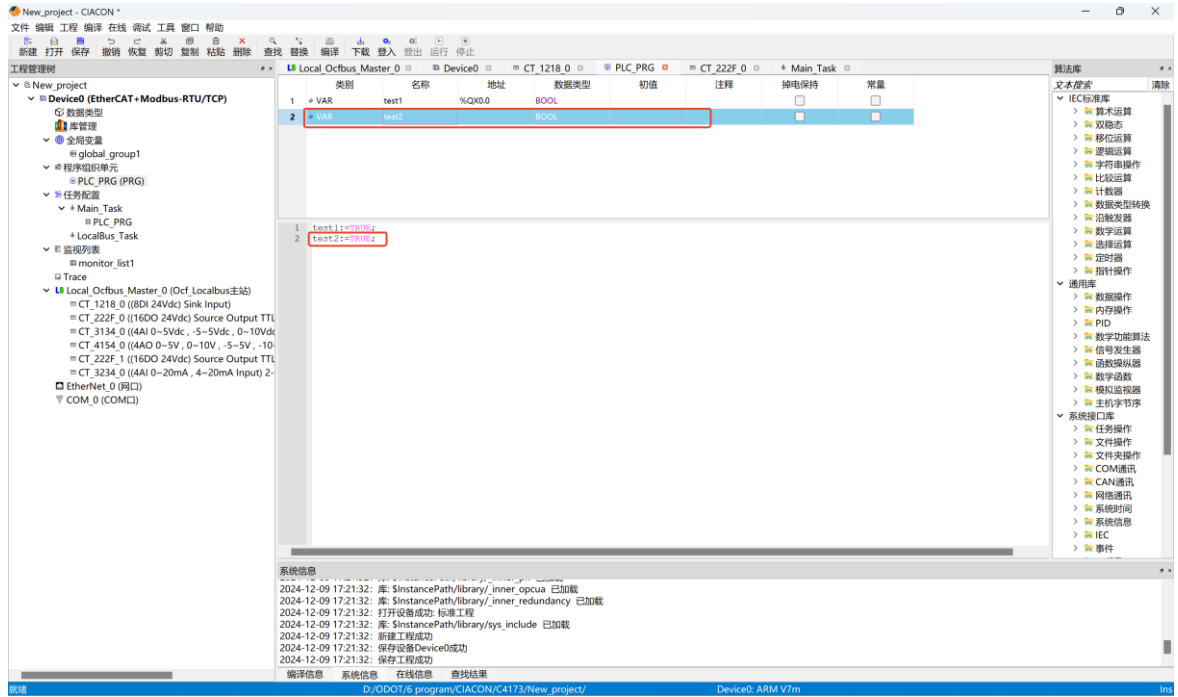 New_project - CIACON *
文件 编辑 工程 编译 在线 调试 工具 窗口 帮助
新建 打开 保存 撤销 恢复 剪切 复制 粘贴 删除 查找 替换 编译 下载 登入 登出 运行 停止
工程管理树
New_project
Device0 (EtherCAT+Modbus-RTU/TCP)
数据类型
库管理
全局变量
global_group1
程序组织单元
PLC_PRG (PRG)
任务配置
Main_Task
PLC_PRG
LocalBus_Task
监视列表
monitor_list1
Trace
Local_Ocfbus_Master_0 (Ocf_Localbus主站)
CT_1218_0 ((8DI 24Vdc) Sink Input)
CT_222F_0 ((16DO 24Vdc) Source Output TTL
CT_3134_0 ((4AI 0~5Vdc , -5~5Vdc , 0~10Vdc
CT_4154_0 ((4AO 0~5V , 0~10V , -5~5V , -10
CT_222F_1 ((16DO 24Vdc) Source Output TTL
CT_3234_0 ((4AI 0~20mA , 4~20mA Input) 2-
EtherNet_0 (网口)
COM_0 (COM口)
Local_Ocfbus_Master_0 Device0 CT_1218_0 PLC_PRG CT_222F_0 Main_Task
类别 名称 地址 数据类型 初值 注释 掉电保持 常量
1 VAR test1 %QX0.0 BOOL
2 VAR test2 BOOL
1 test1:=TRUE;
2 test2:=TRUE;
系统信息
2024-12-09 17:21:32: 库: $InstancePath/library/_inner_opcua 已加载
2024-12-09 17:21:32: 库: $InstancePath/library/_inner_redundancy 已加载
2024-12-09 17:21:32: 打开设备成功: 标准工程
2024-12-09 17:21:32: 库: $InstancePath/library/sys_include 已加载
2024-12-09 17:21:32: 新建工程成功
2024-12-09 17:21:32: 保存设备Device0成功
2024-12-09 17:21:32: 保存工程成功
编译信息 系统信息 在线信息 查找结果
算法库
文本搜索 清除
IEC标准库
算术运算
双稳态
移位运算
逻辑运算
字符串操作
比较运算
计数器
数据类型转换
沿触发器
数学运算
选择运算
定时器
指针操作
通用库
数据操作
内存操作
PID
数学功能算法
信号发生器
函数操纵器
数学函数
模拟监视器
主机字节序
系统接口库
任务操作
文件操作
文件夹操作
COM通讯
CAN通讯
网络通讯
系统时间
系统信息
IEC
事件
就绪 D:/ODOT/6 program/CIACON/C4173/New_project/ Device0: ARM V7m Ins